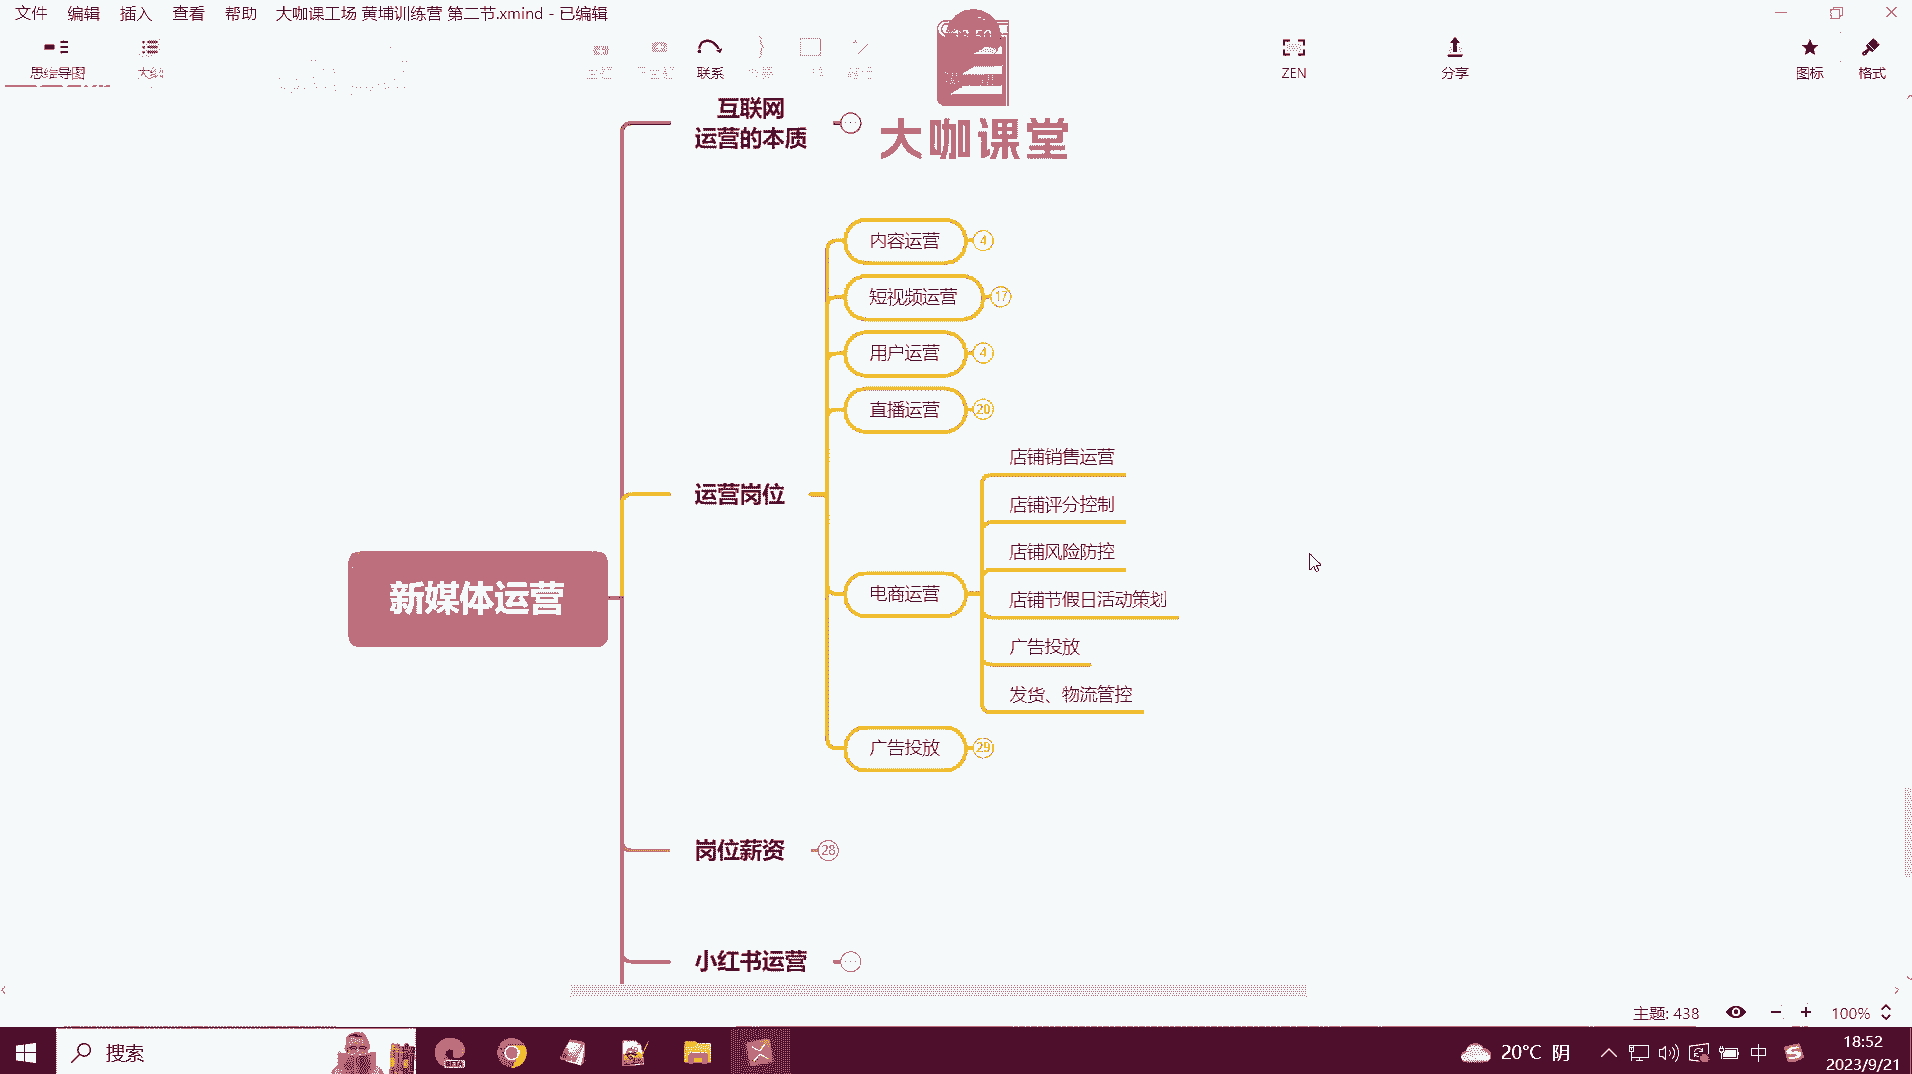 文件 编辑 插入 查看 帮助 大咖课工场 黄埔训练营 第二节.xmind - 已编辑
思维导图 大纲 联系 ZEN 分享 图标 格式
大咖课堂
互联网
运营的本质
内容运营 4
短视频运营 17
用户运营 4
直播运营 20
店铺销售运营
店铺评分控制
运营岗位
店铺风险防控
新媒体运营
电商运营
店铺节假日活动策划
广告投放
发货、物流管控
广告投放 29
岗位薪资 28
小红书运营
主题: 438 100%
搜索
BETA
20°C 阴
中
18:52
2023/9/21